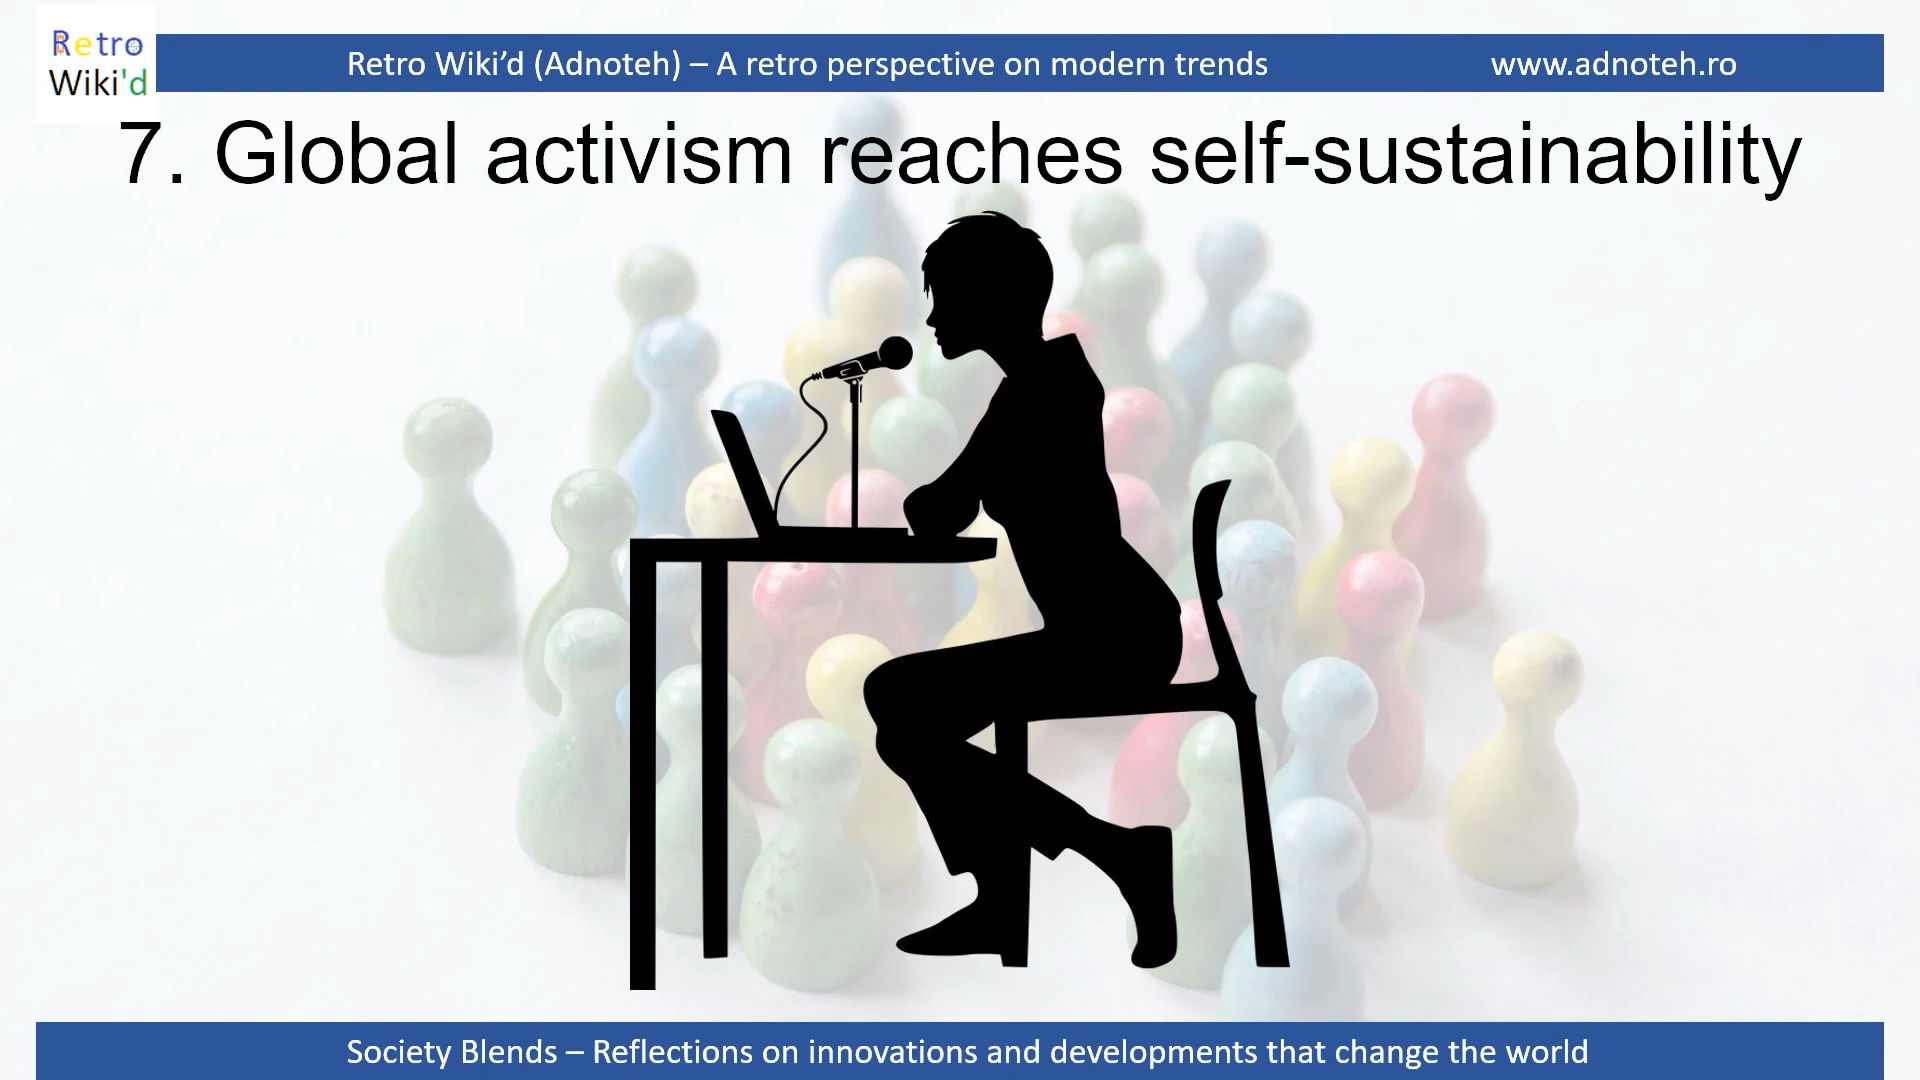 Retro
Wiki'd
Retro Wiki’d (Adnoteh) – A retro perspective on modern trends
www.adnoteh.ro
7. Global activism reaches self-sustainability
Society Blends – Reflections on innovations and developments that change the world